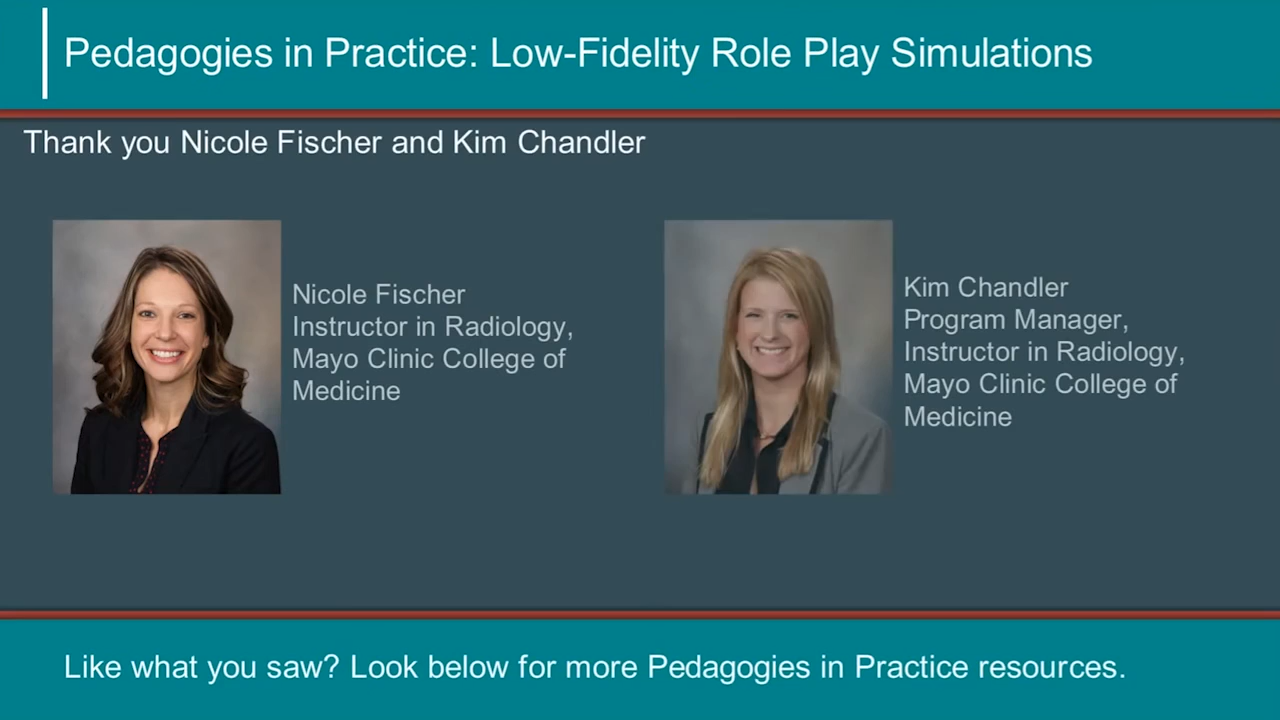 Pedagogies in Practice: Low-Fidelity Role Play Simulations
Thank you Nicole Fischer and Kim Chandler
Nicole Fischer
Instructor in Radiology,
Mayo Clinic College of
Medicine
Kim Chandler
Program Manager,
Instructor in Radiology,
Mayo Clinic College of
Medicine
Like what you saw? Look below for more Pedagogies in Practice resources.